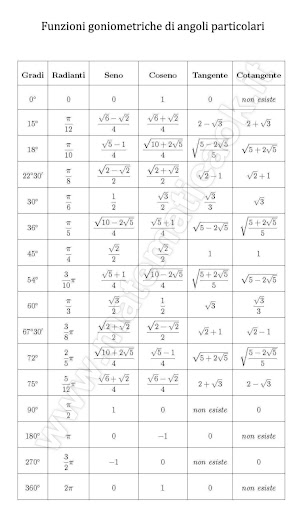 Funzioni goniometriche di angoli particolari
Gradi Radianti Seno Coseno Tangente Cotangente
0° 0 0 1 0 non esiste
15° π/12 (√6−√2)/4 (√6+√2)/4 2−√3 2+√3
18° π/10 (√5−1)/4 √(10+2√5)/4 √((5−2√5)/5) √(5+2√5)
22°30' π/8 √(2−√2)/2 √(2+√2)/2 √2−1 √2+1
30° π/6 1/2 √3/2 √3/3 √3
36° π/5 √(10−2√5)/4 (√5+1)/4 √(5−2√5) √((5+2√5)/5)
45° π/4 √2/2 √2/2 1 1
54° 3/10 π (√5+1)/4 √(10−2√5)/4 √((5+2√5)/5) √(5−2√5)
60° π/3 √3/2 1/2 √3 √3/3
67°30' 3/8 π √(2+√2)/2 √(2−√2)/2 √2+1 √2−1
72° 2/5 π √(10+2√5)/4 (√5−1)/4 √(5+2√5) √((5−2√5)/5)
75° 5/12 π (√6+√2)/4 (√6−√2)/4 2+√3 2−√3
90° π/2 1 0 non esiste 0
180° π 0 −1 0 non esiste
270° 3/2 π −1 0 non esiste 0
360° 2π 0 1 0 non esiste